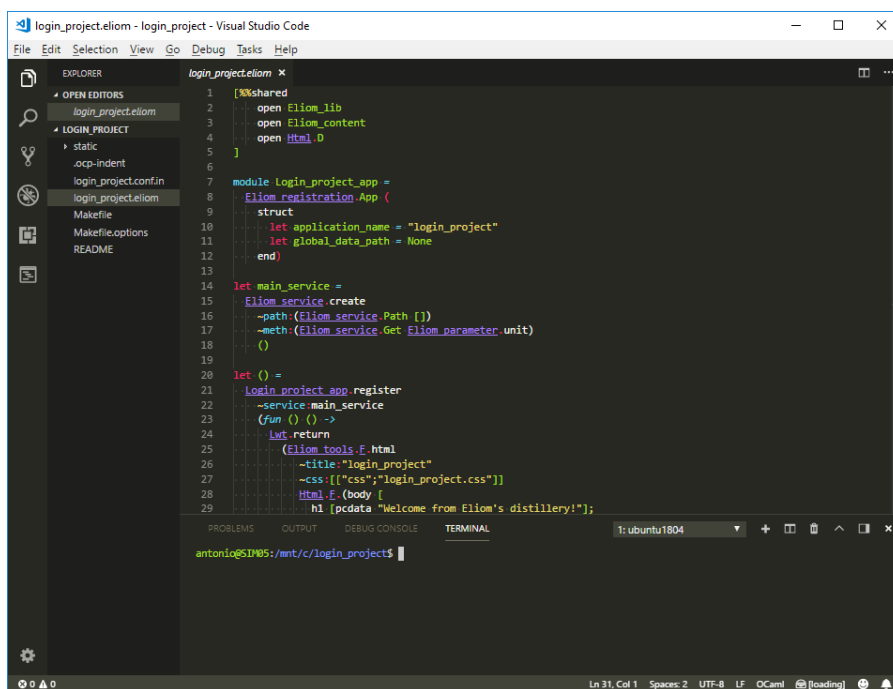 login_project.eliom - login_project - Visual Studio Code
File Edit Selection View Go Debug Tasks Help
EXPLORER
OPEN EDITORS
login_project.eliom
LOGIN_PROJECT
static
.ocp-indent
login_project.conf.in
login_project.eliom
Makefile
Makefile.options
README
login_project.eliom
1 [%%shared
2 open Eliom_lib
3 open Eliom_content
4 open Html.D
5 ]
6
7 module Login_project_app =
8 Eliom_registration.App (
9 struct
10 let application_name = "login_project"
11 let global_data_path = None
12 end)
13
14 let main_service =
15 Eliom_service.create
16 ~path:(Eliom_service.Path [])
17 ~meth:(Eliom_service.Get Eliom_parameter.unit)
18 ()
19
20 let () =
21 Login_project_app.register
22 ~service:main_service
23 (fun () () ->
24 Lwt.return
25 (Eliom_tools.F.html
26 ~title:"login_project"
27 ~css:[["css";"login_project.css"]]
28 Html.F.(body [
29 h1 [pcdata "Welcome from Eliom's distillery!"];
PROBLEMS OUTPUT DEBUG CONSOLE TERMINAL 1: ubuntu1804
antonio@SIM05:/mnt/c/login_project$
0 0 Ln 31, Col 1 Spaces: 2 UTF-8 LF OCaml [loading]